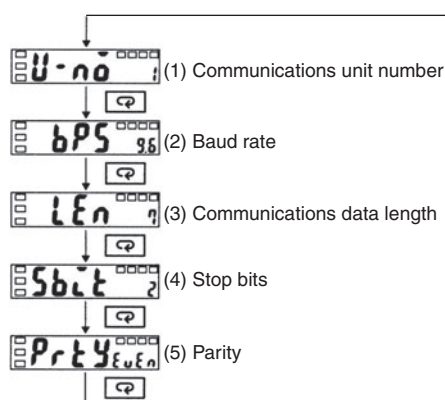 U-no 1 (1) Communications unit number
bPS 9.6 (2) Baud rate
LEn 7 (3) Communications data length
Sbit 2 (4) Stop bits
PrtY EvEn (5) Parity